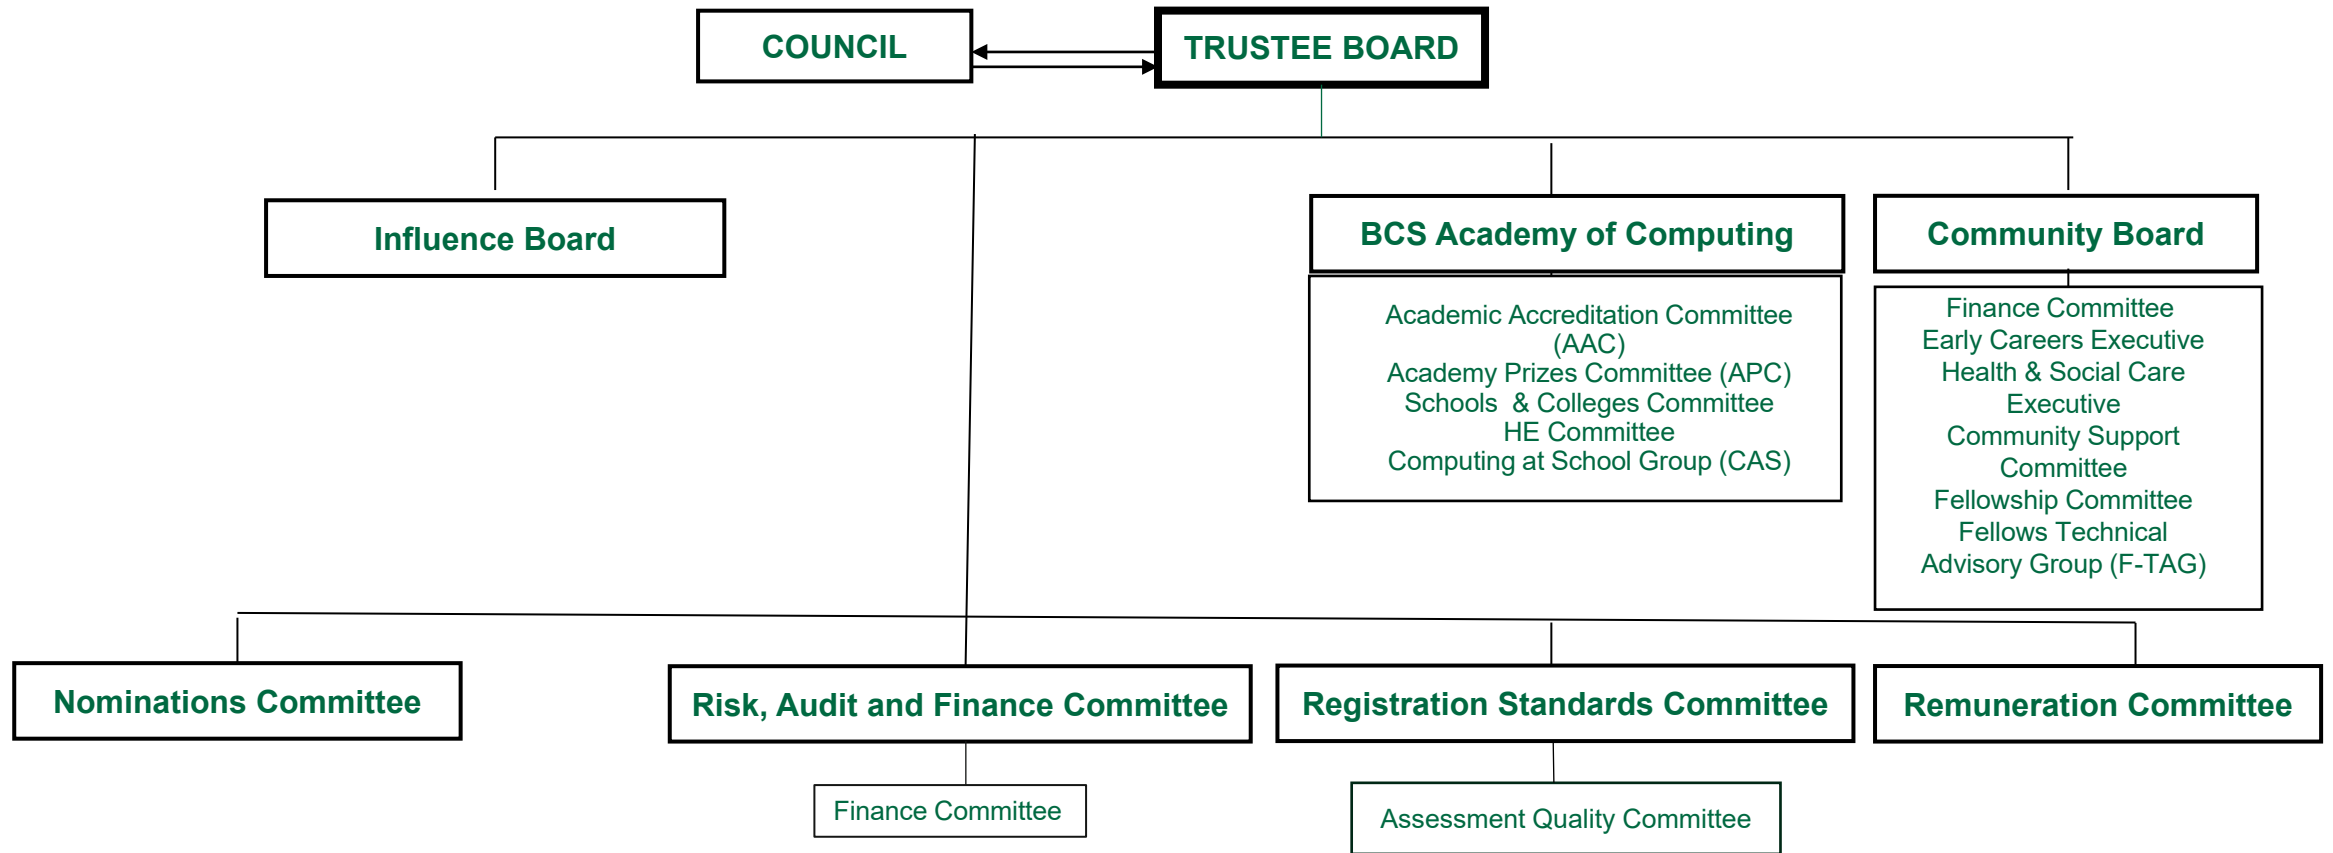 COUNCIL
TRUSTEE BOARD
Influence Board
BCS Academy of Computing
Community Board
Academic Accreditation Committee
(AAC)
Academy Prizes Committee (APC)
Schools & Colleges Committee
HE Committee
Computing at School Group (CAS)
Finance Committee
Early Careers Executive
Health & Social Care
Executive
Community Support
Committee
Fellowship Committee
Fellows Technical
Advisory Group (F-TAG)
Nominations Committee
Risk, Audit and Finance Committee
Registration Standards Committee
Remuneration Committee
Finance Committee
Assessment Quality Committee